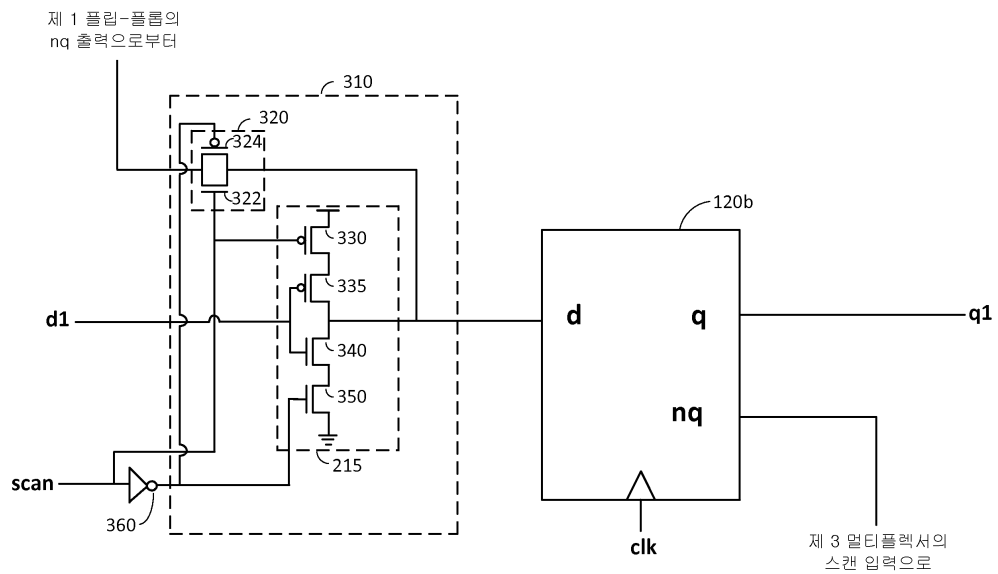 제 1 플립-플롭의
nq 출력으로부터
310
320
324
322
330
335
d1
340
350
215
scan
360
120b
d
q
nq
q1
clk
제 3 멀티플렉서의
스캔 입력으로